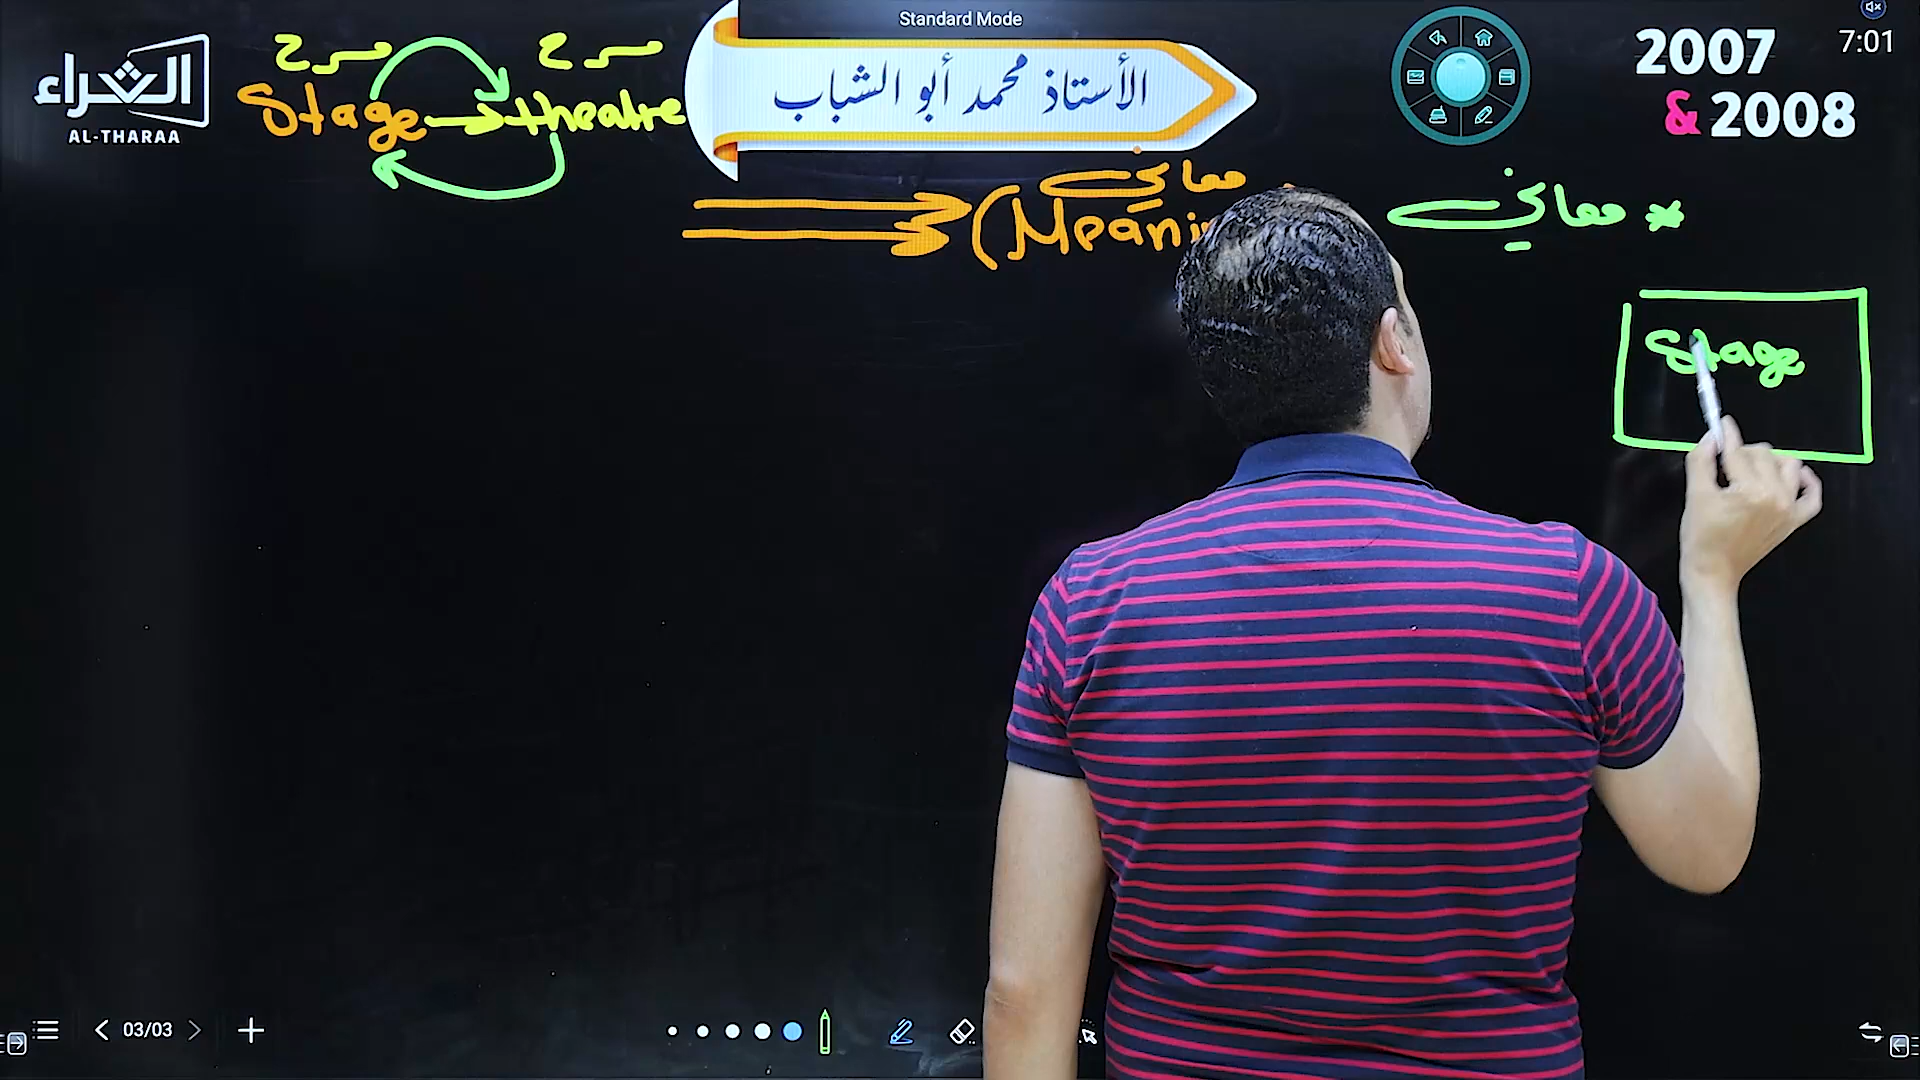 Standard Mode
7:01
الثراء
AL-THARAA
الأستاذ محمد أبو الشباب
2007
& 2008
مسرح مسرح
Stage theatre
معاني
(Meani
* معاني
Stage
03/03